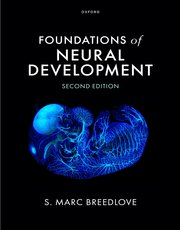 OXFORD
FOUNDATIONS of
NEURAL
DEVELOPMENT
SECOND EDITION
S. MARC BREEDLOVE